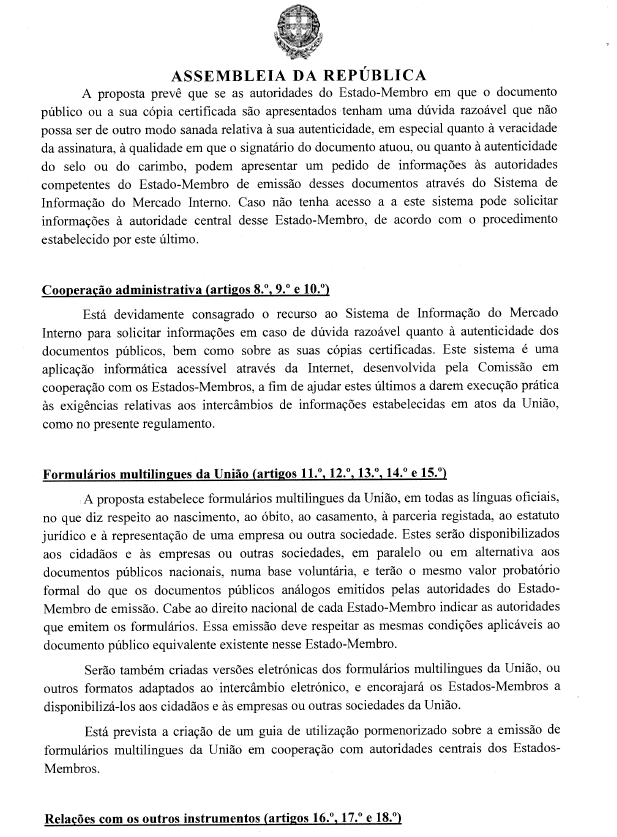 ASSEMBLEIA DA REPÚBLICA
A proposta prevê que se as autoridades do Estado-Membro em que o documento
público ou a sua cópia certificada são apresentados tenham uma dúvida razoável que não
possa ser de outro modo sanada relativa à sua autenticidade, em especial quanto à veracidade
da assinatura, à qualidade em que o signatário do documento atuou, ou quanto à autenticidade
do selo ou do carimbo, podem apresentar um pedido de informações às autoridades
competentes do Estado-Membro de emissão desses documentos através do Sistema de
Informação do Mercado Interno. Caso não tenha acesso a a este sistema pode solicitar
informações à autoridade central desse Estado-Membro, de acordo com o procedimento
estabelecido por este último.
Cooperação administrativa (artigos 8.º, 9.º e 10.º)
Está devidamente consagrado o recurso ao Sistema de Informação do Mercado
Interno para solicitar informações em caso de dúvida razoável quanto à autenticidade dos
documentos públicos, bem como sobre as suas cópias certificadas. Este sistema é uma
aplicação informática acessível através da Internet, desenvolvida pela Comissão em
cooperação com os Estados-Membros, a fim de ajudar estes últimos a darem execução prática
às exigências relativas aos intercâmbios de informações estabelecidas em atos da União,
como no presente regulamento.
Formulários multilingues da União (artigos 11.º, 12.º, 13.º, 14.º e 15.º)
A proposta estabelece formulários multilingues da União, em todas as línguas oficiais,
no que diz respeito ao nascimento, ao óbito, ao casamento, à parceria registada, ao estatuto
jurídico e à representação de uma empresa ou outra sociedade. Estes serão disponibilizados
aos cidadãos e às empresas ou outras sociedades, em paralelo ou em alternativa aos
documentos públicos nacionais, numa base voluntária, e terão o mesmo valor probatório
formal do que os documentos públicos análogos emitidos pelas autoridades do Estado-
Membro de emissão. Cabe ao direito nacional de cada Estado-Membro indicar as autoridades
que emitem os formulários. Essa emissão deve respeitar as mesmas condições aplicáveis ao
documento público equivalente existente nesse Estado-Membro.
Serão também criadas versões eletrónicas dos formulários multilingues da União, ou
outros formatos adaptados ao intercâmbio eletrónico, e encorajará os Estados-Membros a
disponibilizá-los aos cidadãos e às empresas ou outras sociedades da União.
Está prevista a criação de um guia de utilização pormenorizado sobre a emissão de
formulários multilingues da União em cooperação com autoridades centrais dos Estados-
Membros.
Relações com os outros instrumentos (artigos 16.º, 17.º e 18.º)